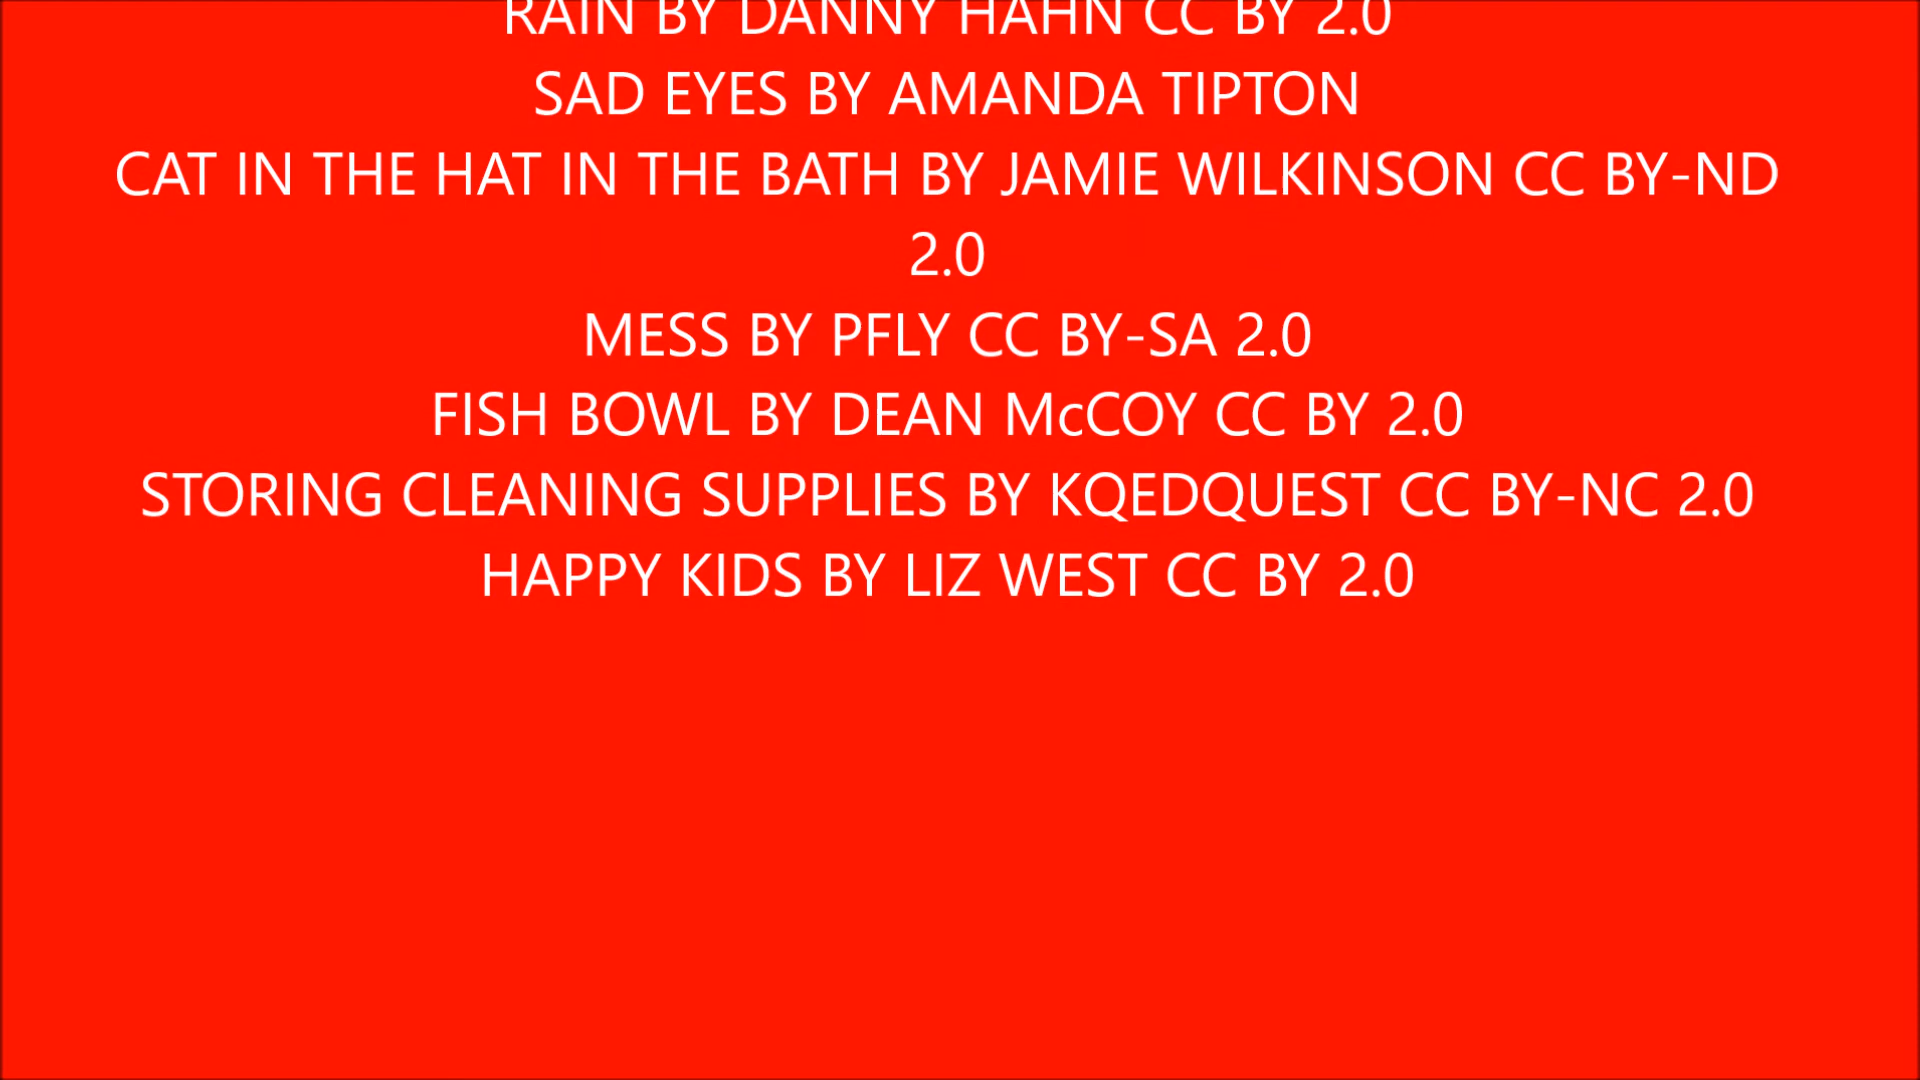 RAIN BY DANNY HAHN CC BY 2.0
SAD EYES BY AMANDA TIPTON
CAT IN THE HAT IN THE BATH BY JAMIE WILKINSON CC BY-ND
2.0
MESS BY PFLY CC BY-SA 2.0
FISH BOWL BY DEAN McCOY CC BY 2.0
STORING CLEANING SUPPLIES BY KQEDQUEST CC BY-NC 2.0
HAPPY KIDS BY LIZ WEST CC BY 2.0